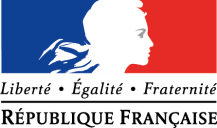 Liberté • Égalité • Fraternité
RÉPUBLIQUE FRANÇAISE